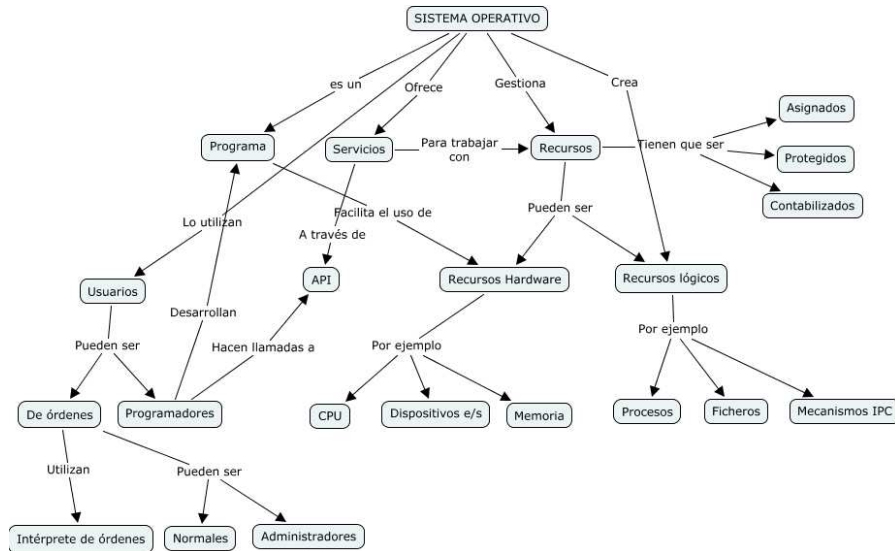 SISTEMA OPERATIVO
es un
Ofrece
Gestiona
Crea
Asignados
Programa
Servicios
Para trabajar
con
Recursos
Tienen que ser
Protegidos
Contabilizados
Lo utilizan
Facilita el uso de
Pueden ser
A través de
Usuarios
API
Recursos Hardware
Recursos lógicos
Desarrollan
Pueden ser
Hacen llamadas a
Por ejemplo
Por ejemplo
De órdenes
Programadores
CPU
Dispositivos e/s
Memoria
Procesos
Ficheros
Mecanismos IPC
Utilizan
Pueden ser
Intérprete de órdenes
Normales
Administradores